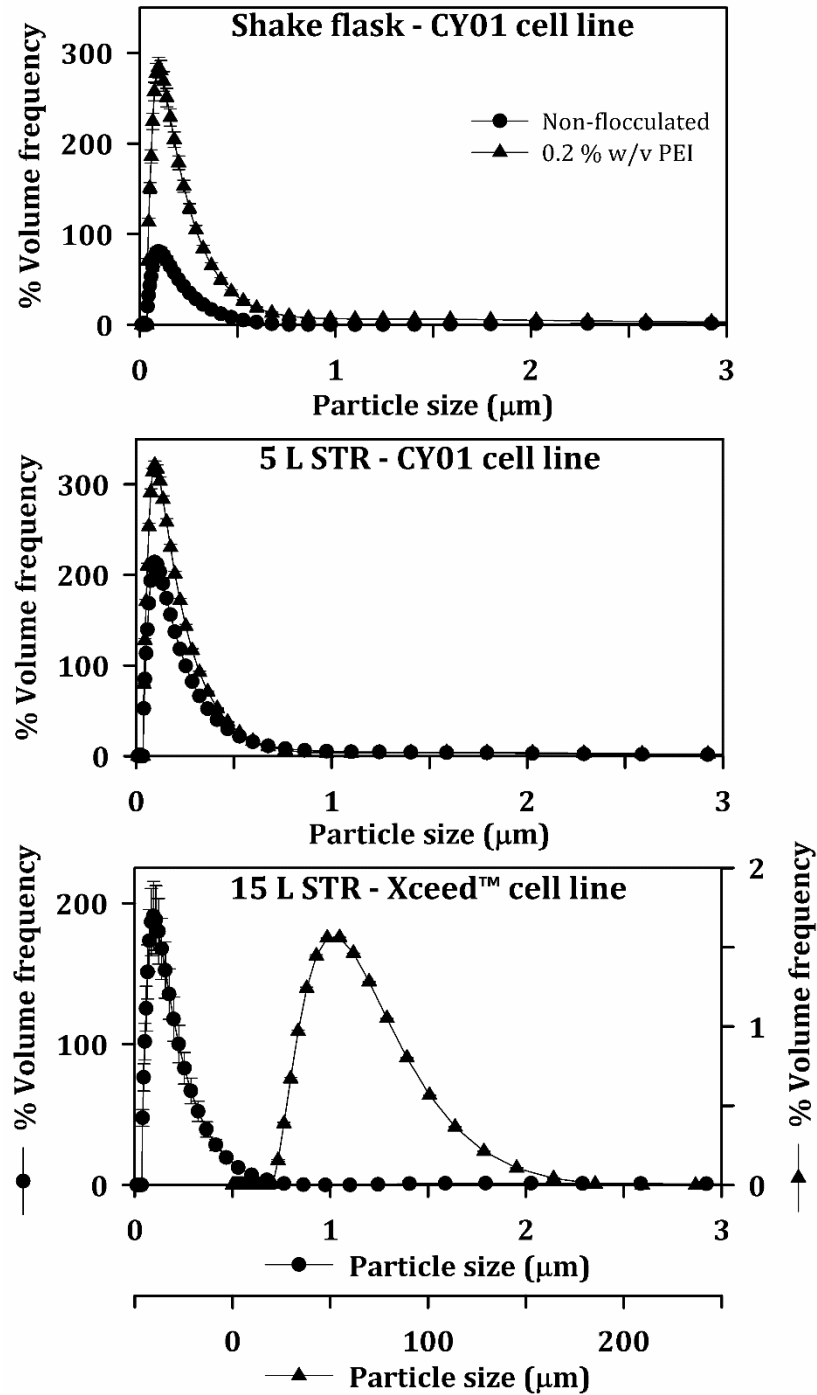 Shake flask - CY01 cell line
% Volume frequency
300
200
100
0
Non-flocculated
0.2 % w/v PEI
0 1 2 3
Particle size (μm)
5 L STR - CY01 cell line
% Volume frequency
300
200
100
0
0 1 2 3
Particle size (μm)
15 L STR - Xceed™ cell line
% Volume frequency
200
100
0
2
1
0
% Volume frequency
0 1 2 3
Particle size (μm)
0 100 200
Particle size (μm)